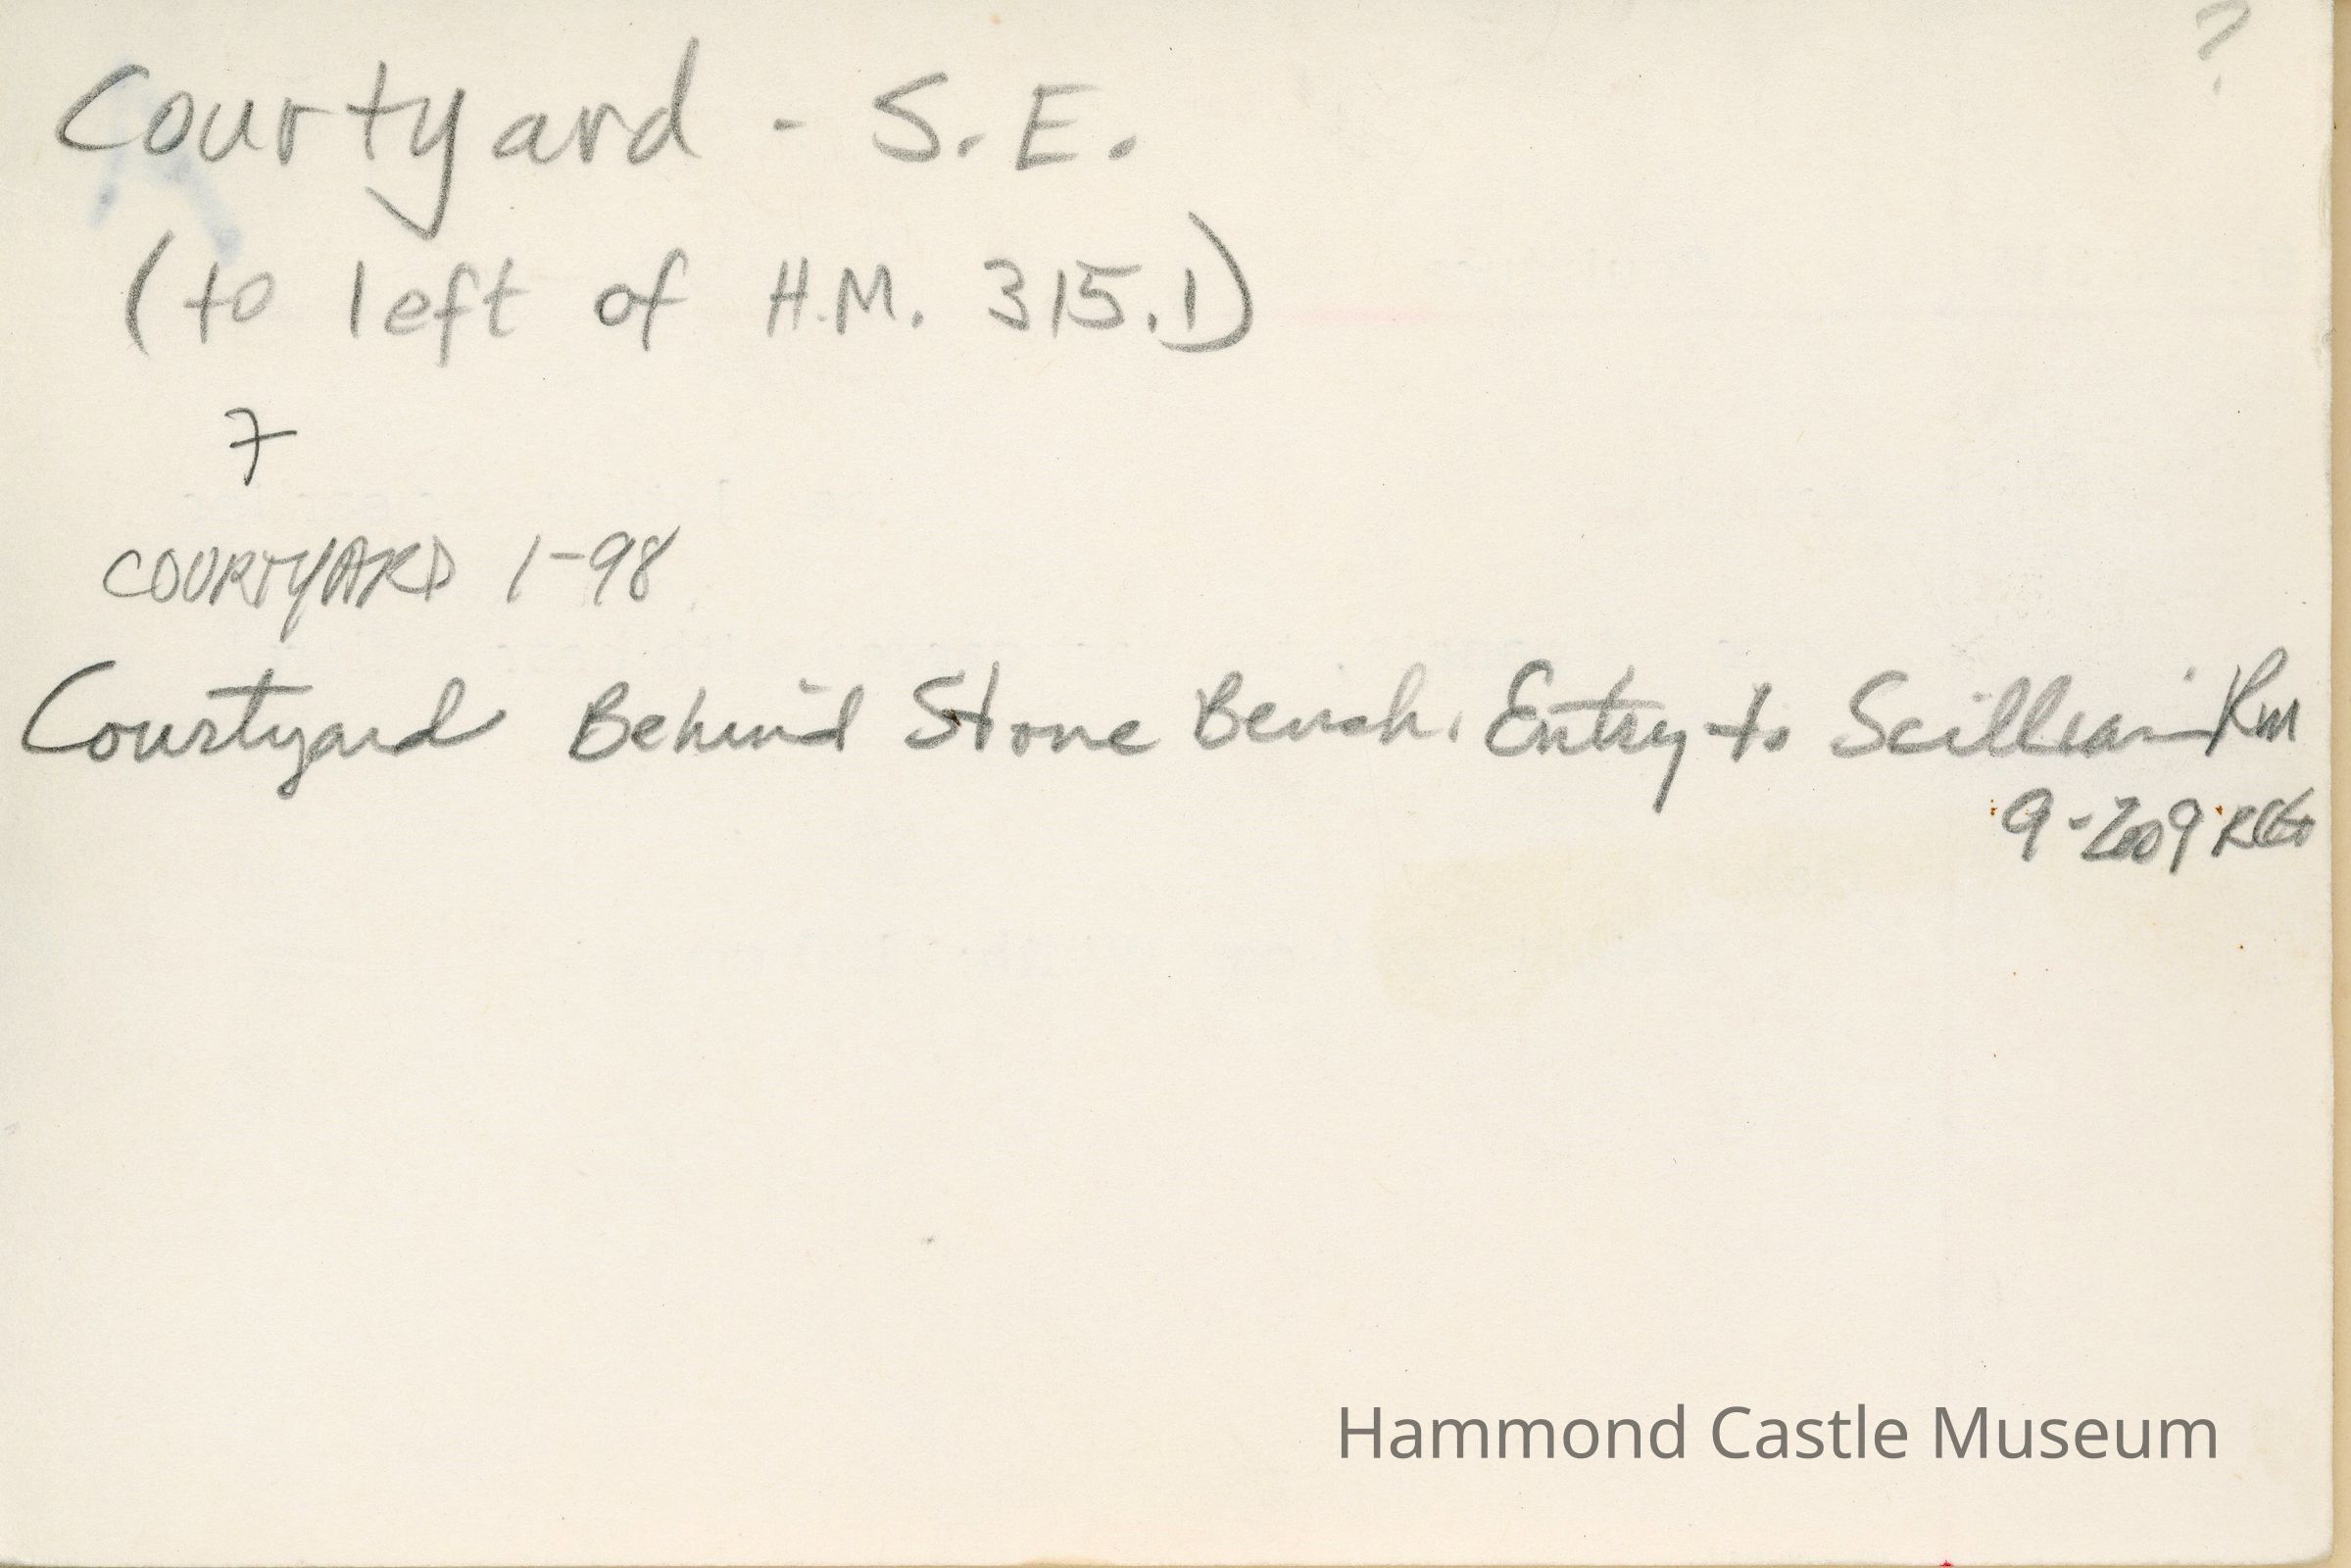 ?
Courtyard - S.E.
(to left of H.M. 315.1)
7
COURTYARD 1-98
Courtyard Behind Stone Bench. Entry to Rm
9-2009
Hammond Castle Museum